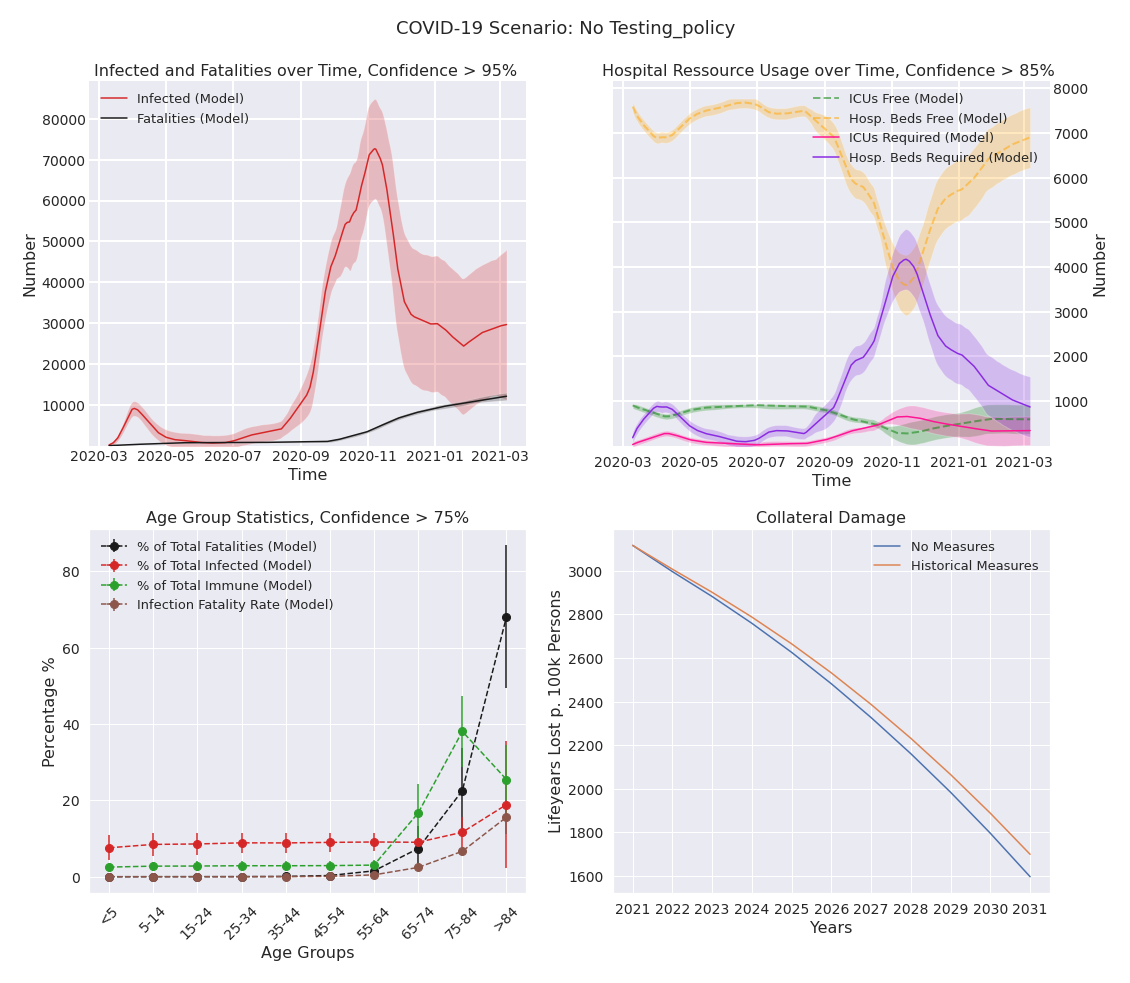 COVID-19 Scenario: No Testing_policy
Infected and Fatalities over Time, Confidence > 95%
Infected (Model)
Fatalities (Model)
80000
70000
60000
50000
40000
30000
20000
10000
Number
2020-03 2020-05 2020-07 2020-09 2020-11 2021-01 2021-03
Time
Hospital Ressource Usage over Time, Confidence > 85%
ICUs Free (Model)
Hosp. Beds Free (Model)
ICUs Required (Model)
Hosp. Beds Required (Model)
8000
7000
6000
5000
4000
3000
2000
1000
Number
2020-03 2020-05 2020-07 2020-09 2020-11 2021-01 2021-03
Time
Age Group Statistics, Confidence > 75%
% of Total Fatalities (Model)
% of Total Infected (Model)
% of Total Immune (Model)
Infection Fatality Rate (Model)
80
60
40
20
0
Percentage %
<5 5-14 15-24 25-34 35-44 45-54 55-64 65-74 75-84 >84
Age Groups
Collateral Damage
No Measures
Historical Measures
3000
2800
2600
2400
2200
2000
1800
1600
Lifeyears Lost p. 100k Persons
2021 2022 2023 2024 2025 2026 2027 2028 2029 2030 2031
Years